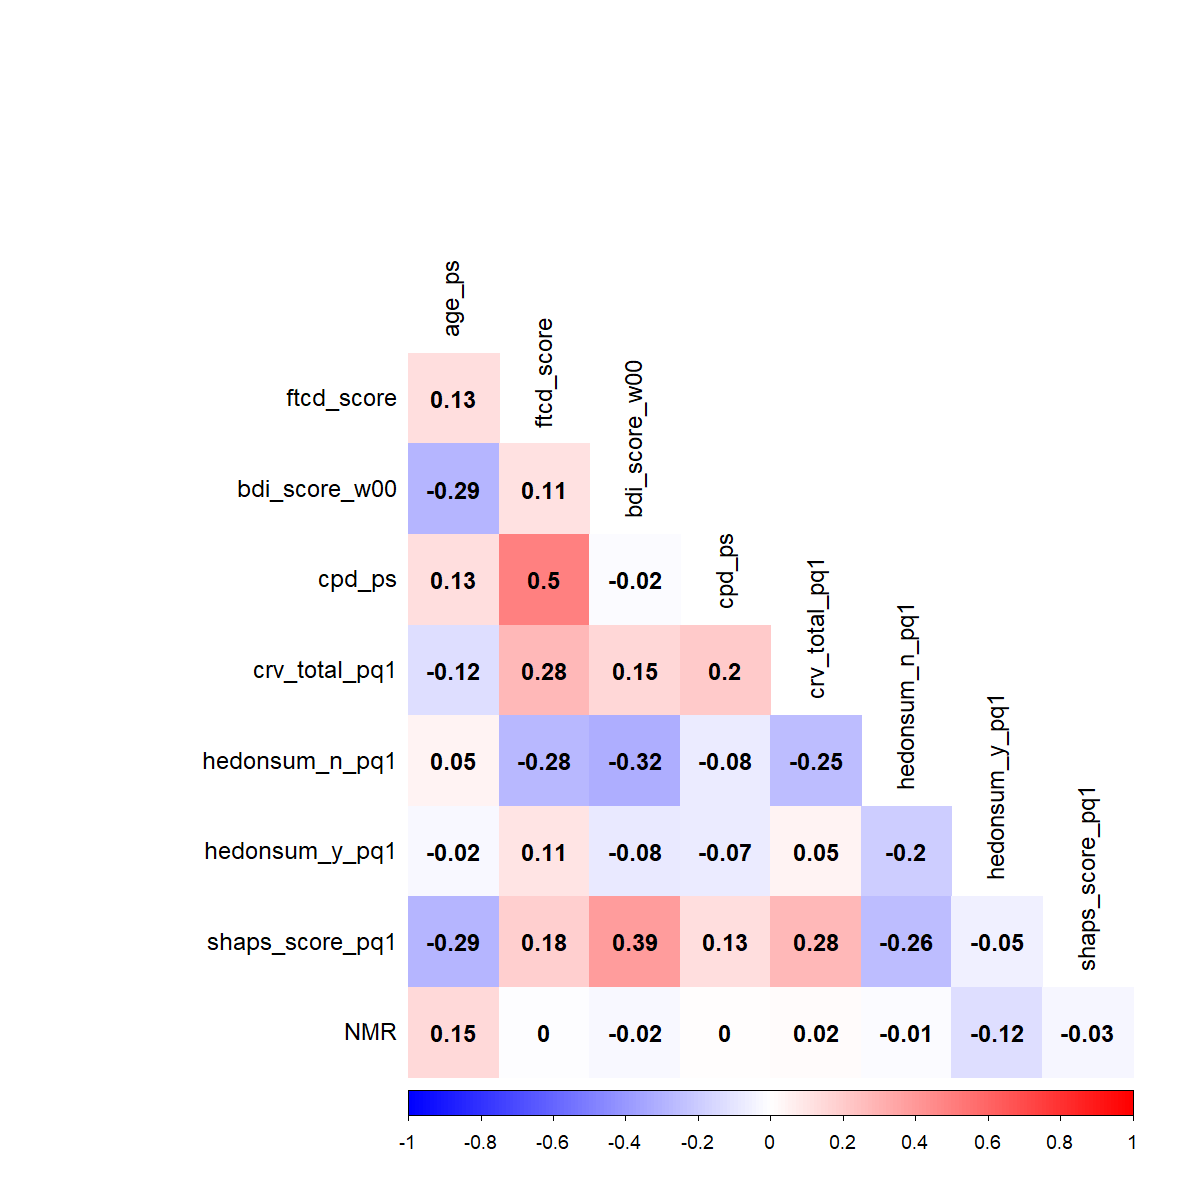 age_ps
ftcd_score
bdi_score_w00
cpd_ps
crv_total_pq1
hedonsum_n_pq1
hedonsum_y_pq1
shaps_score_pq1
ftcd_score 0.13
bdi_score_w00 -0.29 0.11
cpd_ps 0.13 0.5 -0.02
crv_total_pq1 -0.12 0.28 0.15 0.2
hedonsum_n_pq1 0.05 -0.28 -0.32 -0.08 -0.25
hedonsum_y_pq1 -0.02 0.11 -0.08 -0.07 0.05 -0.2
shaps_score_pq1 -0.29 0.18 0.39 0.13 0.28 -0.26 -0.05
NMR 0.15 0 -0.02 0 0.02 -0.01 -0.12 -0.03
-1 -0.8 -0.6 -0.4 -0.2 0 0.2 0.4 0.6 0.8 1